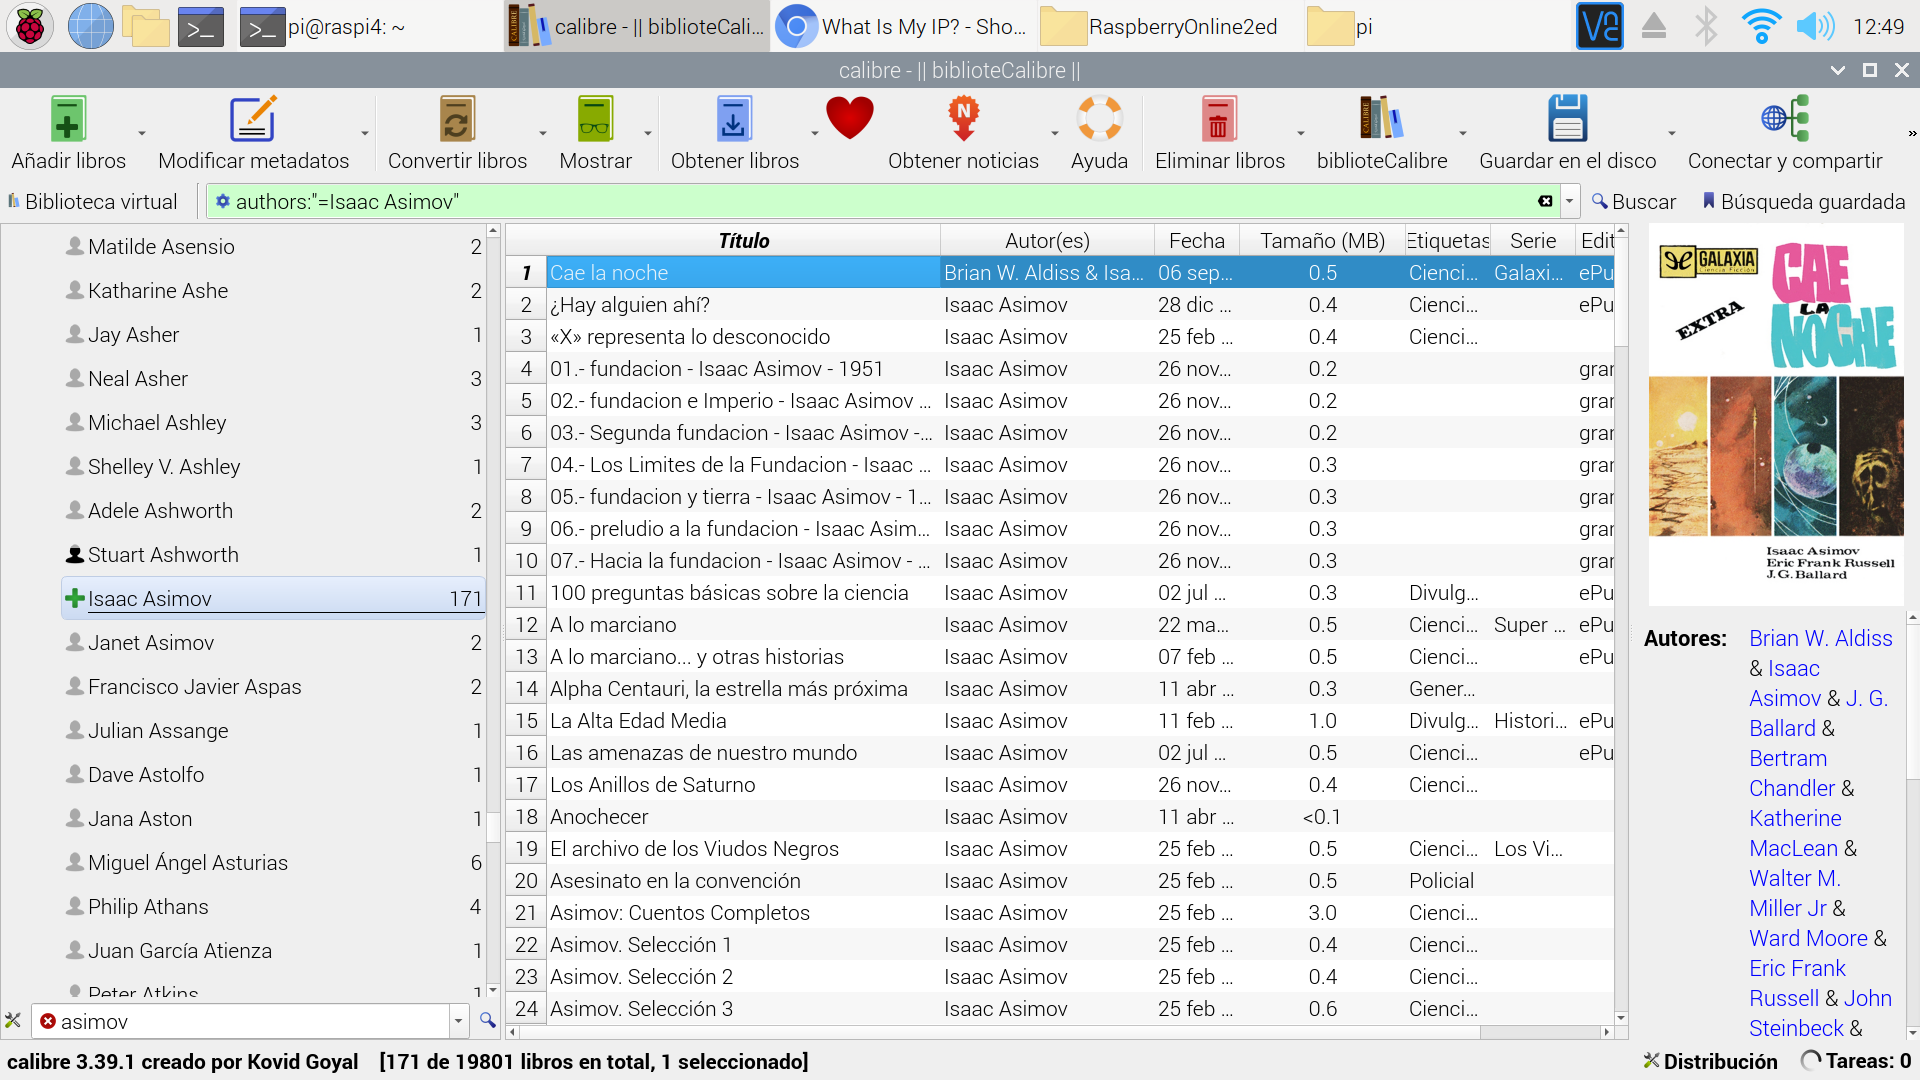 pi@raspi4: ~
calibre - || biblioteCali...
What Is My IP? - Sho...
RaspberryOnline2ed
pi
12:49
calibre - || biblioteCalibre ||
Añadir libros
Modificar metadatos
Convertir libros
Mostrar
Obtener libros
Obtener noticias
Ayuda
Eliminar libros
biblioteCalibre
Guardar en el disco
Conectar y compartir
Biblioteca virtual
authors:"=Isaac Asimov"
Buscar
Búsqueda guardada
Matilde Asensio 2
Katharine Ashe 2
Jay Asher 1
Neal Asher 3
Michael Ashley 3
Shelley V. Ashley 1
Adele Ashworth 2
Stuart Ashworth 1
Isaac Asimov 171
Janet Asimov 2
Francisco Javier Aspas 2
Julian Assange 1
Dave Astolfo 1
Jana Aston 1
Miguel Ángel Asturias 6
Philip Athans 4
Juan García Atienza 1
Peter Atkins 1
asimov
Título Autor(es) Fecha Tamaño (MB) Etiquetas Serie Edit
1 Cae la noche Brian W. Aldiss & Isa... 06 sep... 0.5 Cienci... Galaxi... ePu
2 ¿Hay alguien ahí? Isaac Asimov 28 dic ... 0.4 Cienci... ePu
3 «X» representa lo desconocido Isaac Asimov 25 feb ... 0.4 Cienci...
4 01.- fundacion - Isaac Asimov - 1951 Isaac Asimov 26 nov... 0.2 grar
5 02.- fundacion e Imperio - Isaac Asimov ... Isaac Asimov 26 nov... 0.2 grar
6 03.- Segunda fundacion - Isaac Asimov -... Isaac Asimov 26 nov... 0.2 grar
7 04.- Los Limites de la Fundacion - Isaac ... Isaac Asimov 26 nov... 0.3 grar
8 05.- fundacion y tierra - Isaac Asimov - 1... Isaac Asimov 26 nov... 0.3 grar
9 06.- preludio a la fundacion - Isaac Asim... Isaac Asimov 26 nov... 0.3 grar
10 07.- Hacia la fundacion - Isaac Asimov - ... Isaac Asimov 26 nov... 0.3 grar
11 100 preguntas básicas sobre la ciencia Isaac Asimov 02 jul ... 0.3 Divulg... ePu
12 A lo marciano Isaac Asimov 22 ma... 0.5 Cienci... Super ... ePu
13 A lo marciano... y otras historias Isaac Asimov 07 feb ... 0.5 Cienci... ePu
14 Alpha Centauri, la estrella más próxima Isaac Asimov 11 abr ... 0.3 Gener...
15 La Alta Edad Media Isaac Asimov 11 feb ... 1.0 Divulg... Histori... ePu
16 Las amenazas de nuestro mundo Isaac Asimov 02 jul ... 0.5 Cienci... ePu
17 Los Anillos de Saturno Isaac Asimov 26 nov... 0.4 Cienci...
18 Anochecer Isaac Asimov 11 abr ... <0.1
19 El archivo de los Viudos Negros Isaac Asimov 25 feb ... 0.5 Cienci... Los Vi...
20 Asesinato en la convención Isaac Asimov 25 feb ... 0.5 Policial
21 Asimov: Cuentos Completos Isaac Asimov 25 feb ... 3.0 Cienci...
22 Asimov. Selección 1 Isaac Asimov 25 feb ... 0.4 Cienci...
23 Asimov. Selección 2 Isaac Asimov 25 feb ... 0.4 Cienci...
24 Asimov. Selección 3 Isaac Asimov 25 feb ... 0.6 Cienci...
GALAXIA
Ciencia Ficción
EXTRA
CAE
LA
NOCHE
Isaac Asimov
Eric Frank Russell
J.G. Ballard
Autores: Brian W. Aldiss
& Isaac
Asimov & J. G.
Ballard &
Bertram
Chandler &
Katherine
MacLean &
Walter M.
Miller Jr &
Ward Moore &
Eric Frank
Russell & John
Steinbeck &
calibre 3.39.1 creado por Kovid Goyal [171 de 19801 libros en total, 1 seleccionado]
Distribución
Tareas: 0